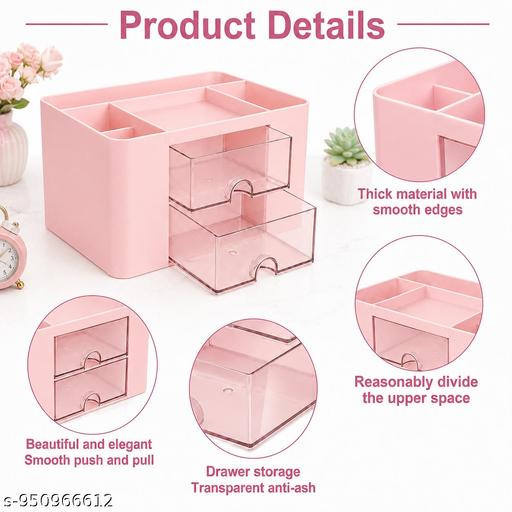 Product Details
Thick material with
smooth edges
Reasonably divide
the upper space
Beautiful and elegant
Smooth push and pull
Drawer storage
Transparent anti-ash
s-950966612